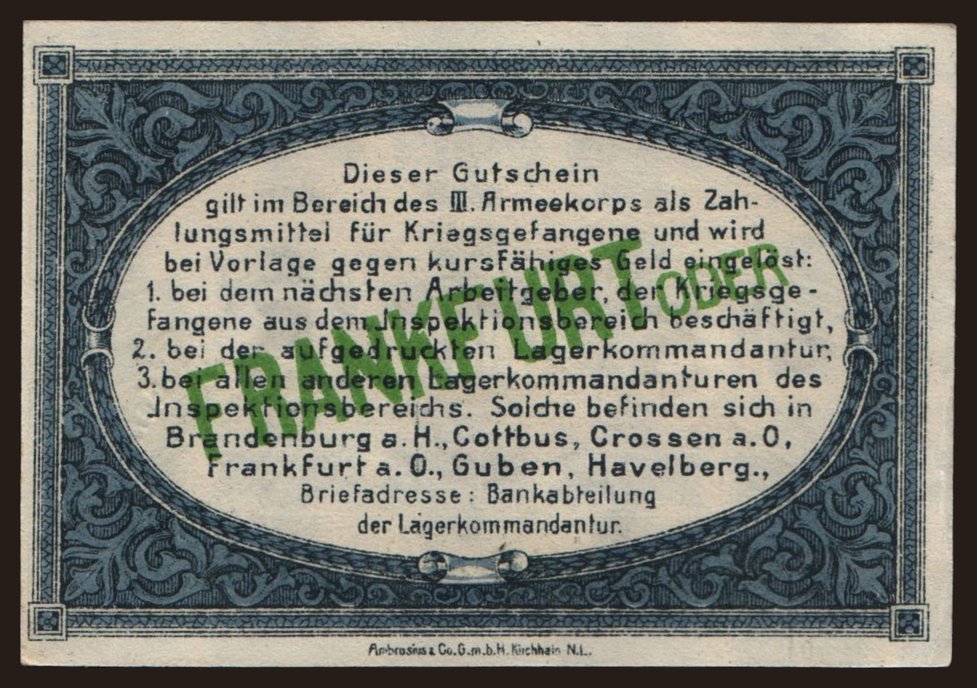 Dieser Gutschein
gilt im Bereich des III. Armeekorps als Zah-
lungsmittel für Kriegsgefangene und wird
bei Vorlage gegen kursfähiges Geld eingelöst:
1. bei dem nächsten Arbeitgeber, der Kriegsge-
fangene aus dem Inspektionsbereich beschäftigt,
2. bei der aufgedruckten Lagerkommandantur,
3. bei allen anderen Lagerkommandanturen des
Inspektionsbereichs. Solche befinden sich in
Brandenburg a. H., Cottbus, Crossen a. O,
Frankfurt a. O., Guben, Havelberg.,
Briefadresse: Bankabteilung
der Lagerkommandantur.
FRANKFURT ODER
Ambrosius & Co. G.m.b.H. Kirchhain N.L.